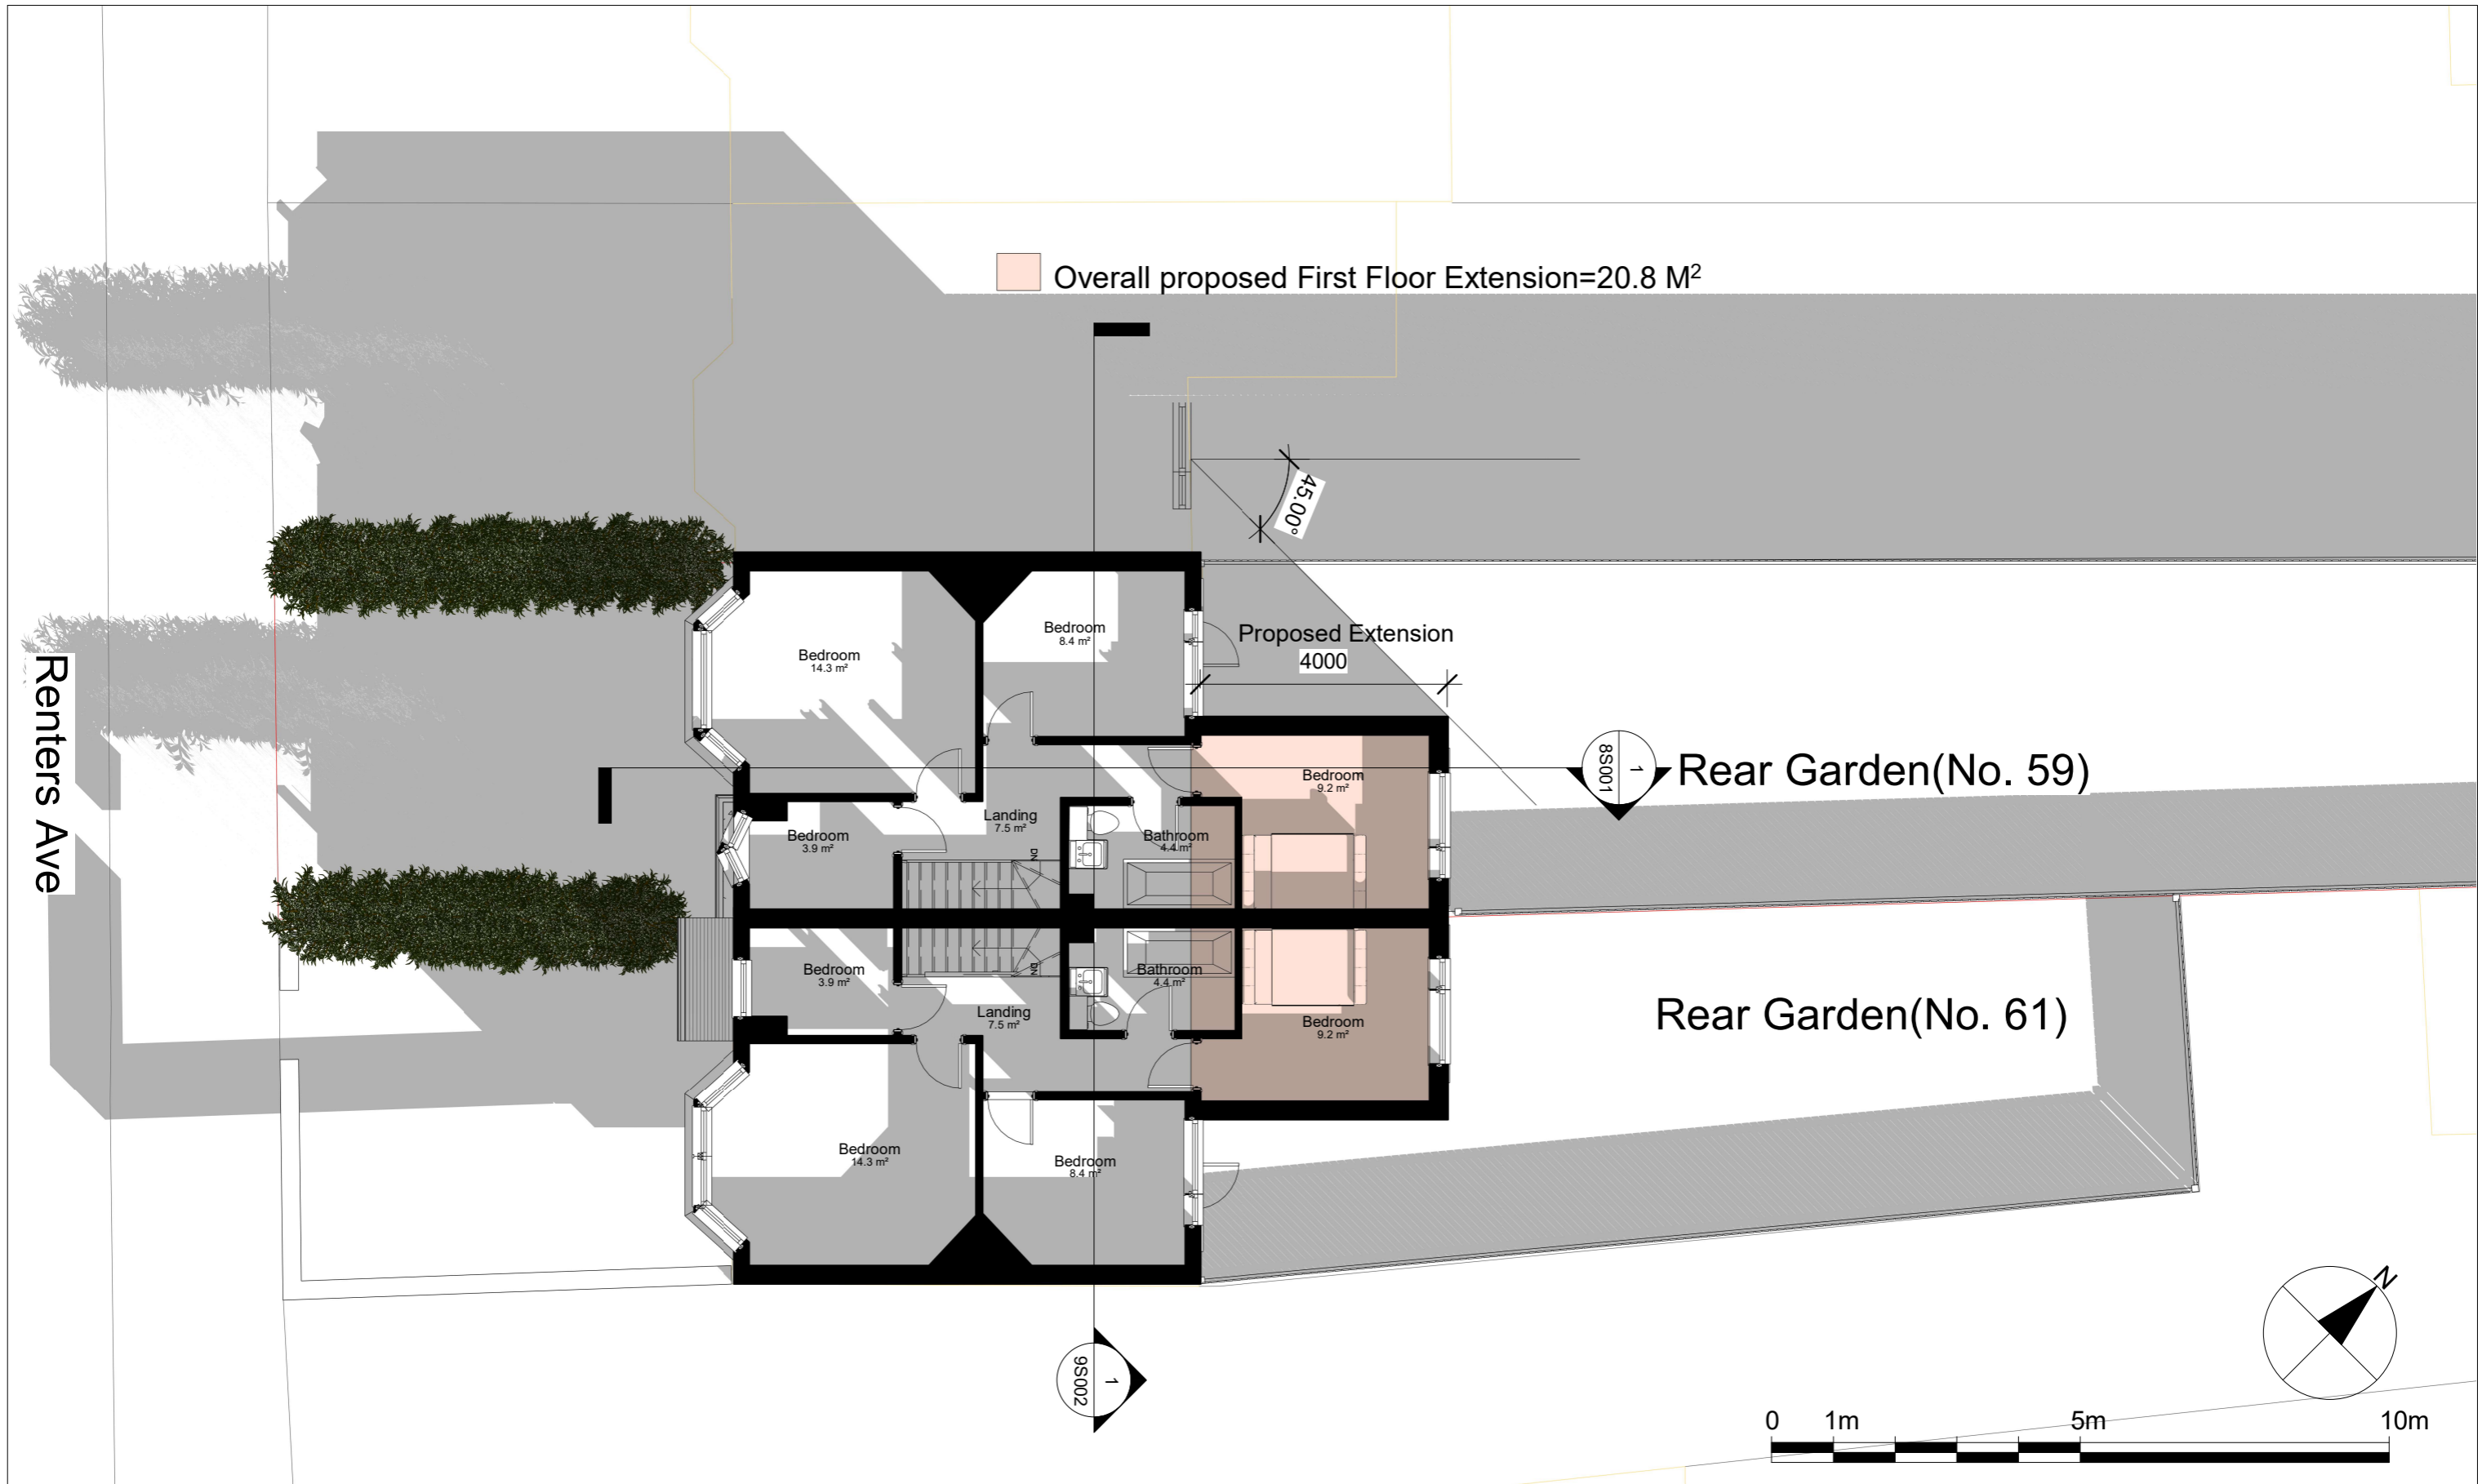 Overall proposed First Floor Extension=20.8 M²
45.00°
Proposed Extension
4000
Bedroom
14.3 m²
Bedroom
8.4 m²
Renters Ave
Bedroom
9.2 m²
1
8S001
Rear Garden(No. 59)
Bedroom
3.9 m²
Landing
7.5 m²
DN
Bathroom
4.4 m²
Bedroom
3.9 m²
Landing
7.5 m²
DN
Bathroom
4.4 m²
Bedroom
9.2 m²
Rear Garden(No. 61)
Bedroom
14.3 m²
Bedroom
8.4 m²
1
9S002
N
0 1m 5m 10m